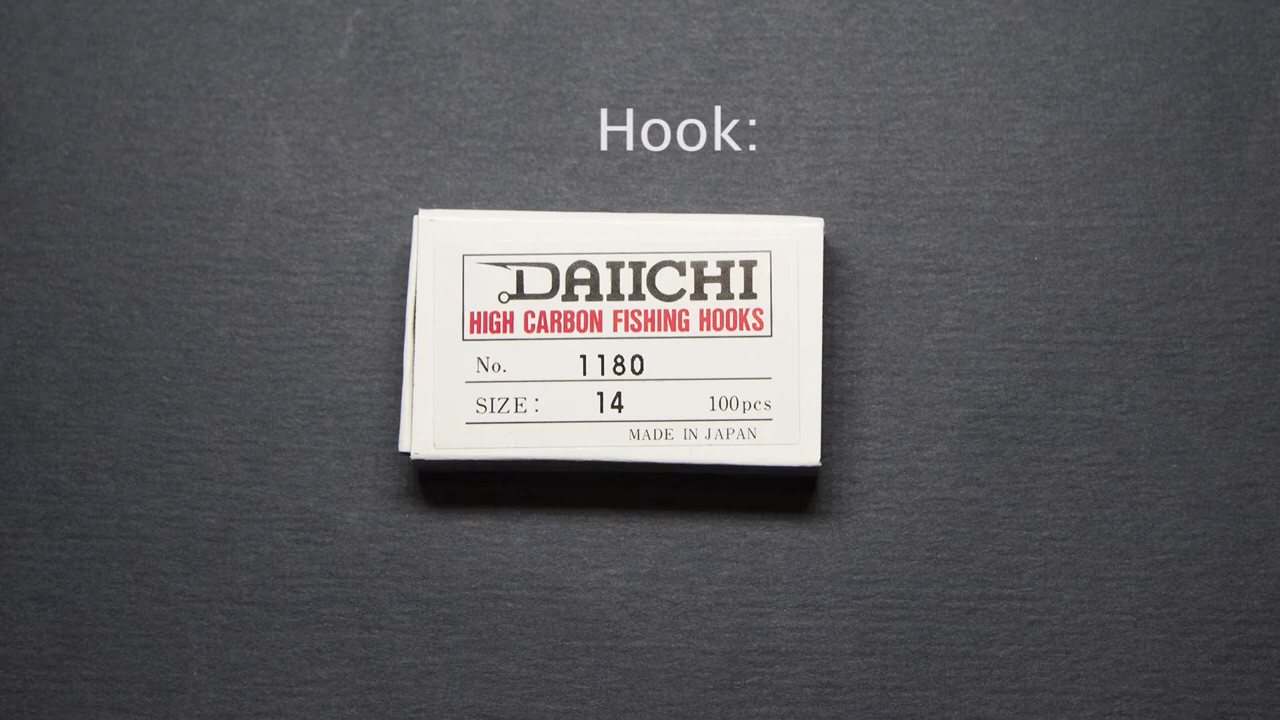 Hook:
DAIICHI
HIGH CARBON FISHING HOOKS
No. 1180
SIZE: 14 100pcs
MADE IN JAPAN